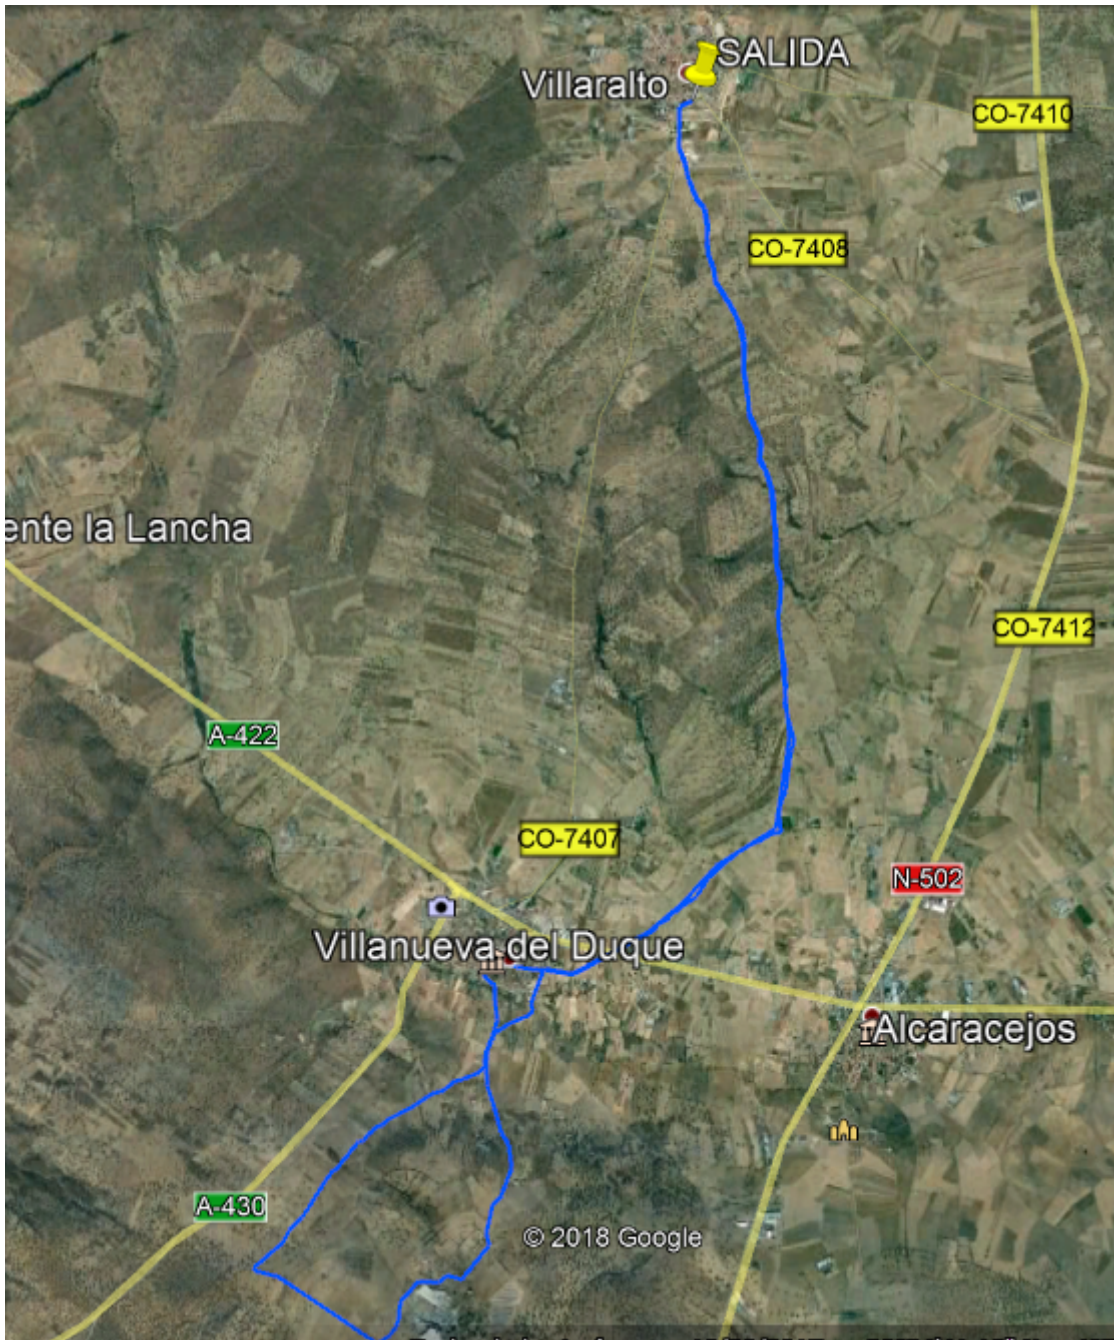 SALIDA
Villaralto
CO-7410
CO-7408
ente la Lancha
CO-7412
A-422
CO-7407
N-502
Villanueva del Duque
Alcaracejos
A-430
© 2018 Google